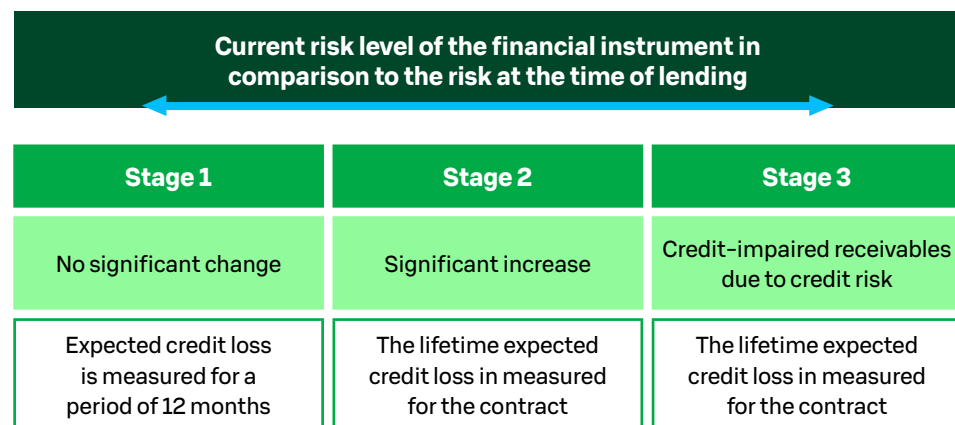 Current risk level of the financial instrument in
comparison to the risk at the time of lending
Stage 1
Stage 2
Stage 3
No significant change
Significant increase
Credit-impaired receivables
due to credit risk
Expected credit loss
is measured for a
period of 12 months
The lifetime expected
credit loss in measured
for the contract
The lifetime expected
credit loss in measured
for the contract